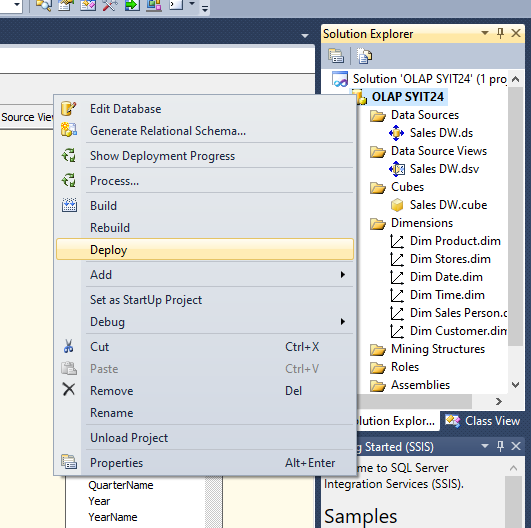 Source Vie
Edit Database
Generate Relational Schema...
Show Deployment Progress
Process...
Build
Rebuild
Deploy
Add
Set as StartUp Project
Debug
Cut Ctrl+X
Paste Ctrl+V
Remove Del
Rename
Unload Project
Properties Alt+Enter
QuarterName
Year
YearName
Solution Explorer
Solution 'OLAP SYIT24' (1 proj
OLAP SYIT24
Data Sources
Sales DW.ds
Data Source Views
Sales DW.dsv
Cubes
Sales DW.cube
Dimensions
Dim Product.dim
Dim Stores.dim
Dim Date.dim
Dim Time.dim
Dim Sales Person.d
Dim Customer.dim
Mining Structures
Roles
Assemblies
olution Explor... Class View
g Started (SSIS)
me to SQL Server
Integration Services (SSIS).
Samples